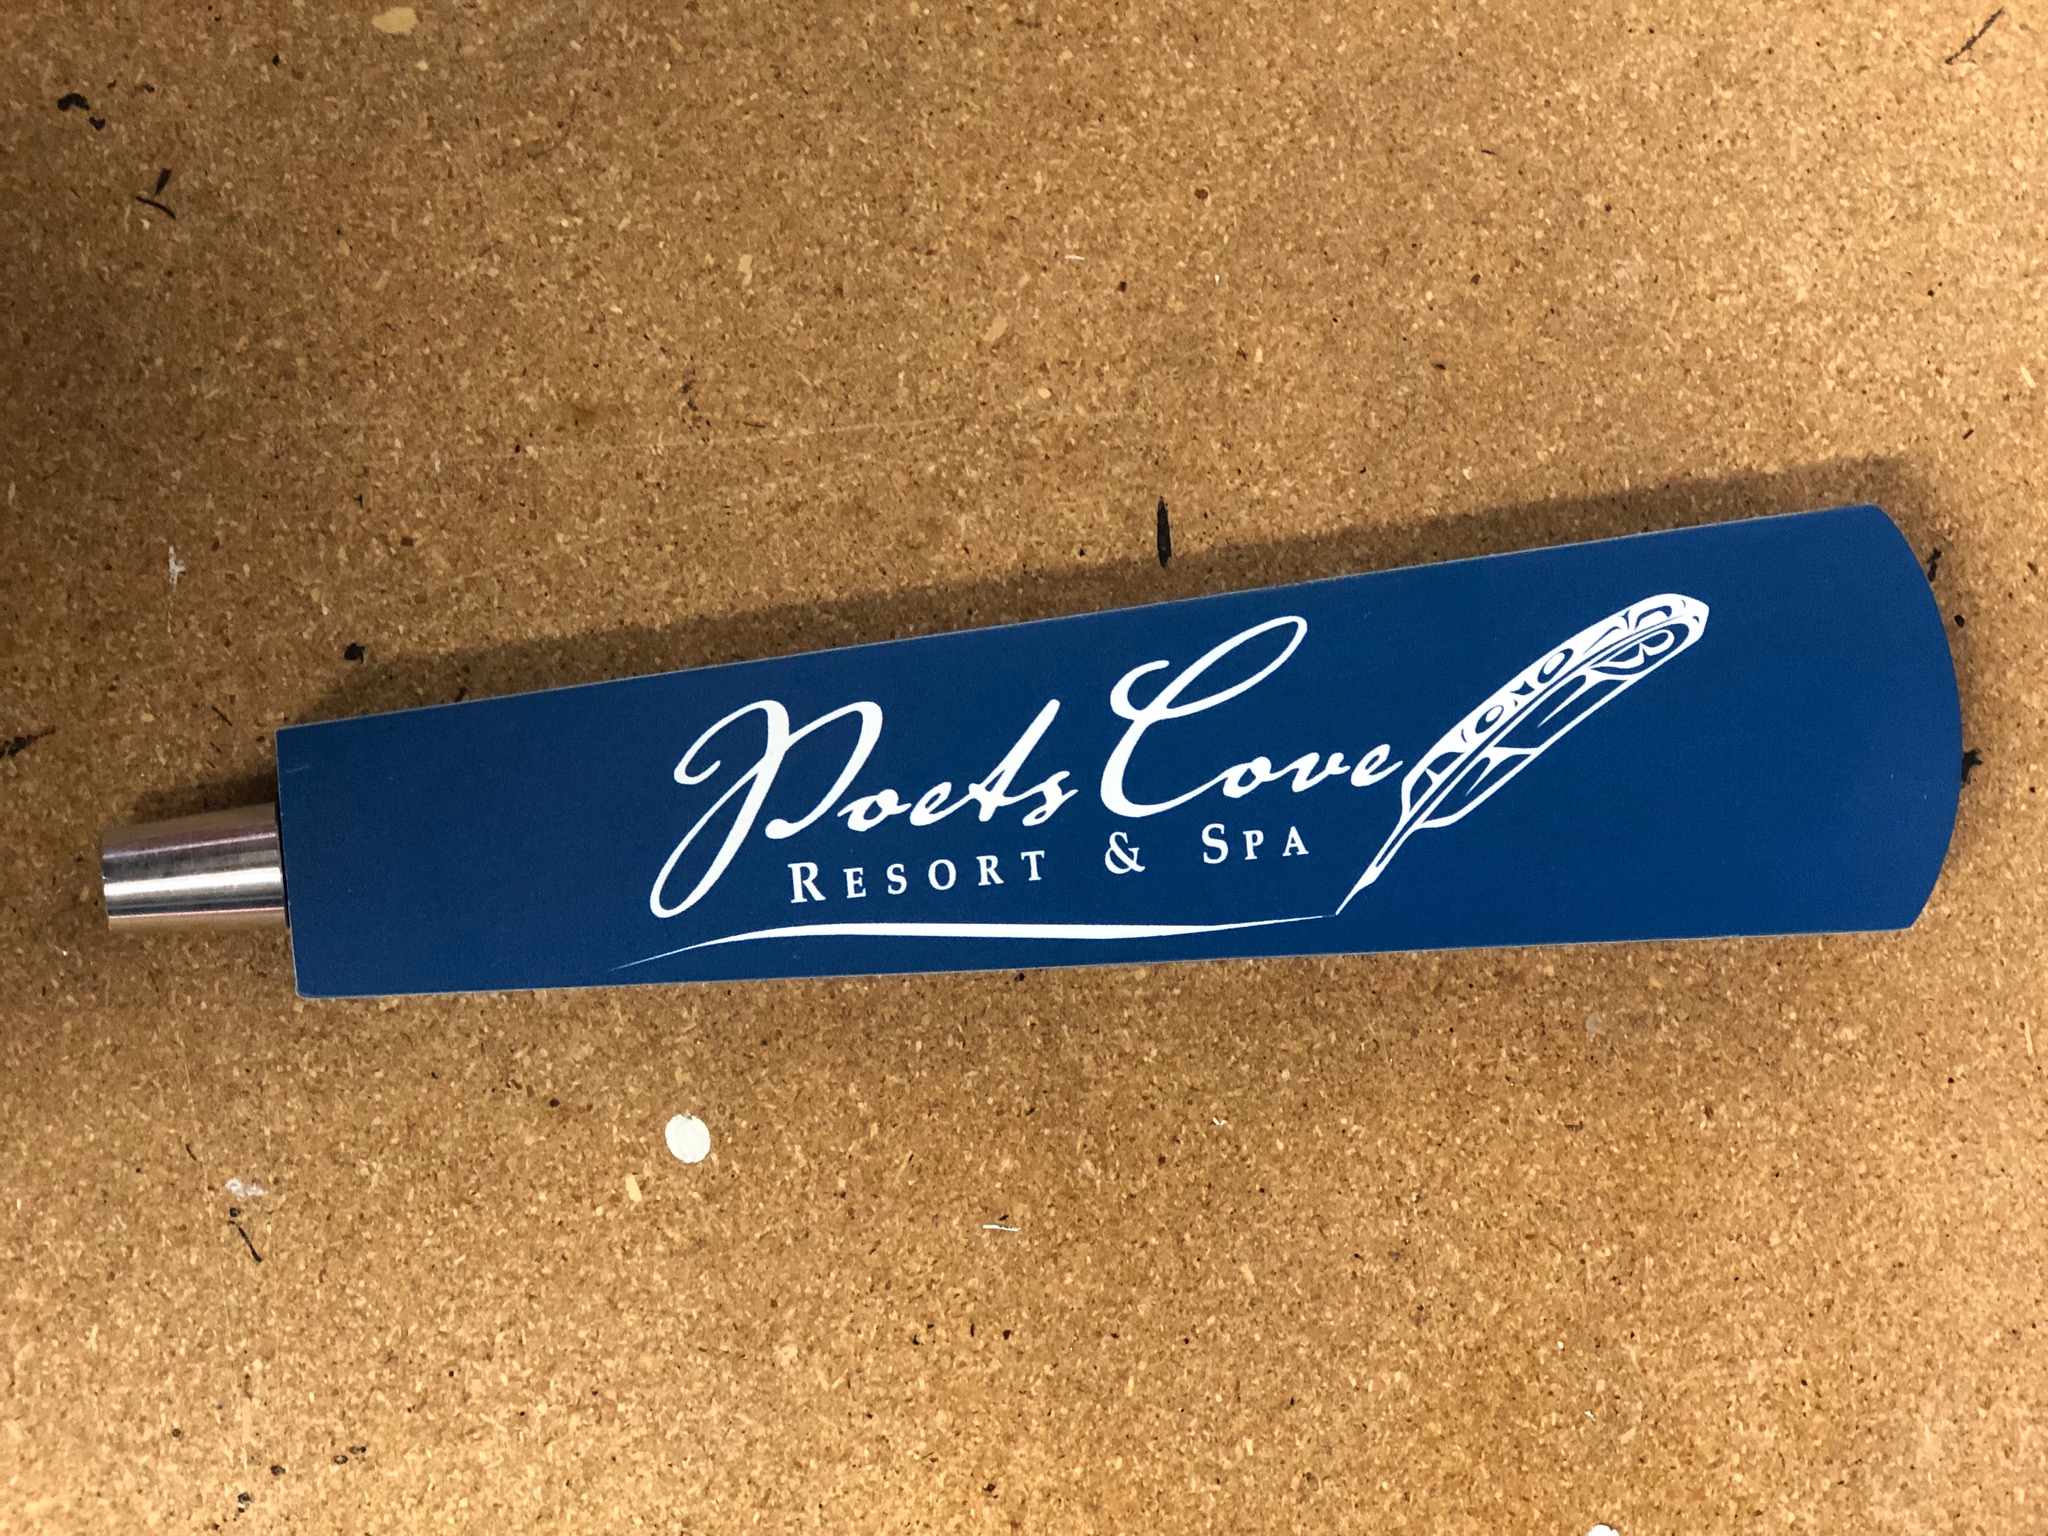 Poets Cove
RESORT & SPA